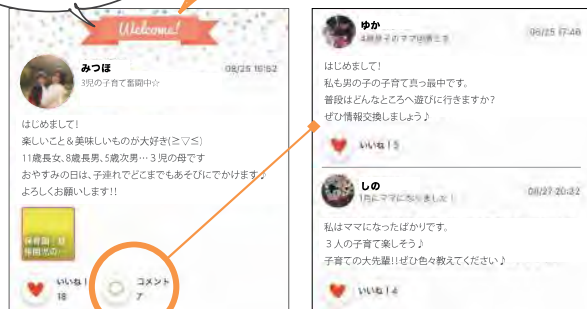 Welcome!
みつほ
08/25 16:52
3児の子育て奮闘中☆
はじめまして!
楽しいこと&美味しいものが大好き(≧▽≦)
11歳長女、8歳長男、5歳次男…3児の母です
おやすみの日は、子連れでどこまでもあそびにでかけます♪
よろしくお願いします!!
いいね!
18
コメント
7
ゆか
08/25 17:48
はじめまして!
私も男の子の子育て真っ最中です。
普段はどんなところへ遊びに行きますか?
ぜひ情報交換しましょう♪
いいね!5
しの
1月にママになりました!
08/27 20:32
私はママになったばかりです。
3人の子育て楽しそう♪
子育ての大先輩!!ぜひ色々教えてください♪
いいね!4